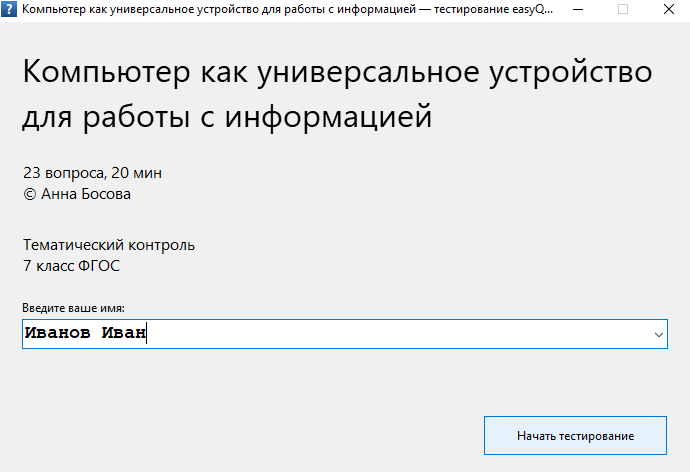 Компьютер как универсальное устройство для работы с информацией — тестирование easyQ...
Компьютер как универсальное устройство
для работы с информацией
23 вопроса, 20 мин
© Анна Босова
Тематический контроль
7 класс ФГОС
Введите ваше имя:
Иванов Иван
Начать тестирование